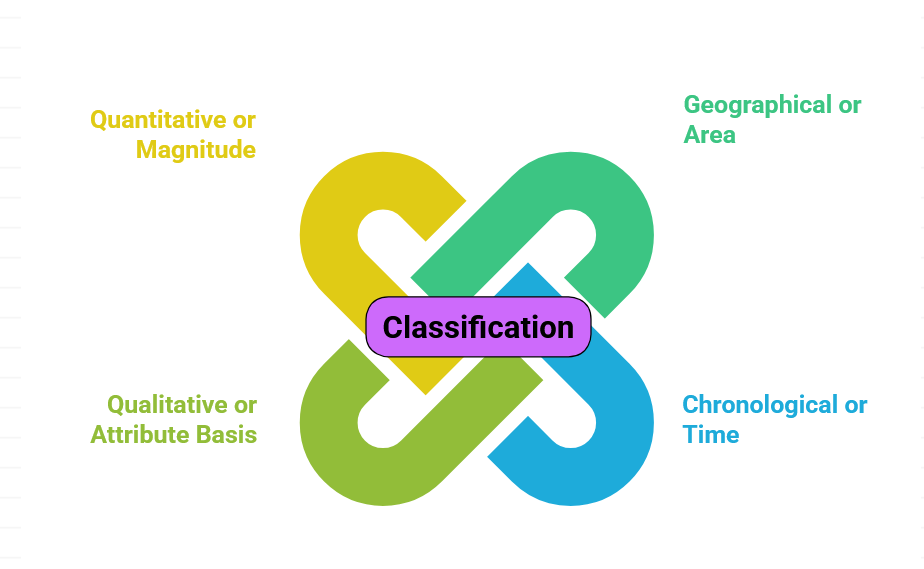 Quantitative or
Magnitude
Geographical or
Area
Classification
Qualitative or
Attribute Basis
Chronological or
Time